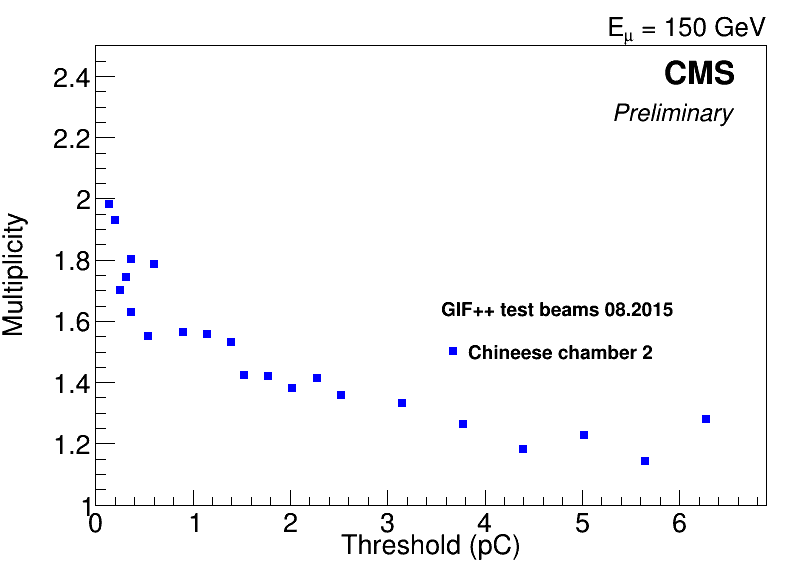 E_μ = 150 GeV
CMS
Preliminary
2.4
2.2
2
1.8
1.6
1.4
1.2
1
Multiplicity
GIF++ test beams 08.2015
Chineese chamber 2
0 1 2 3 4 5 6
Threshold (pC)